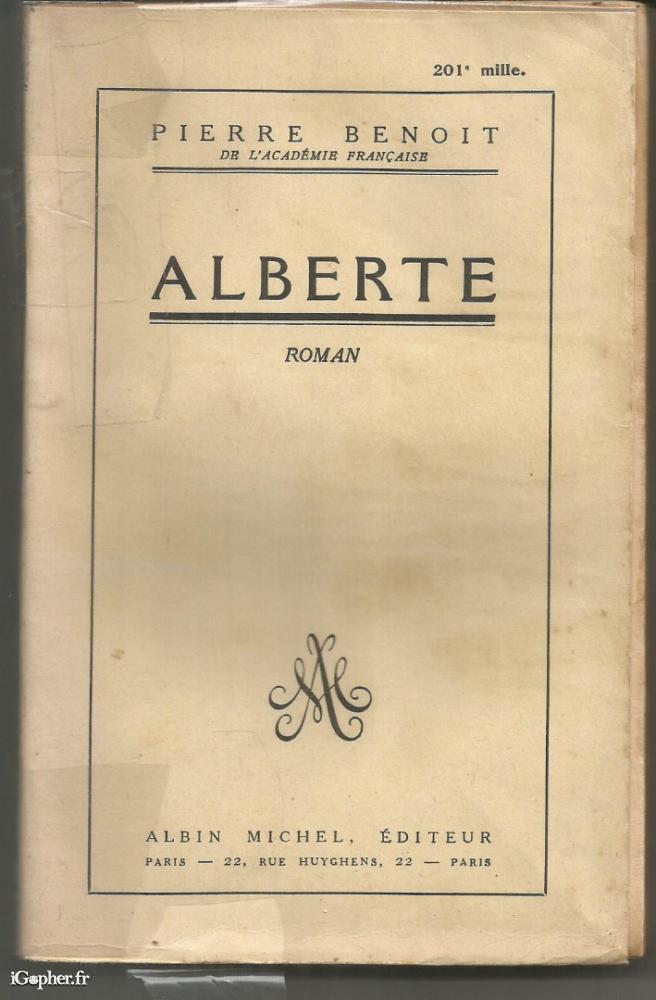 201ᵉ mille.
PIERRE BENOIT
DE L'ACADÉMIE FRANÇAISE
ALBERTE
ROMAN
ALBIN MICHEL, ÉDITEUR
PARIS — 22, RUE HUYGHENS, 22 — PARIS
iGopher.fr